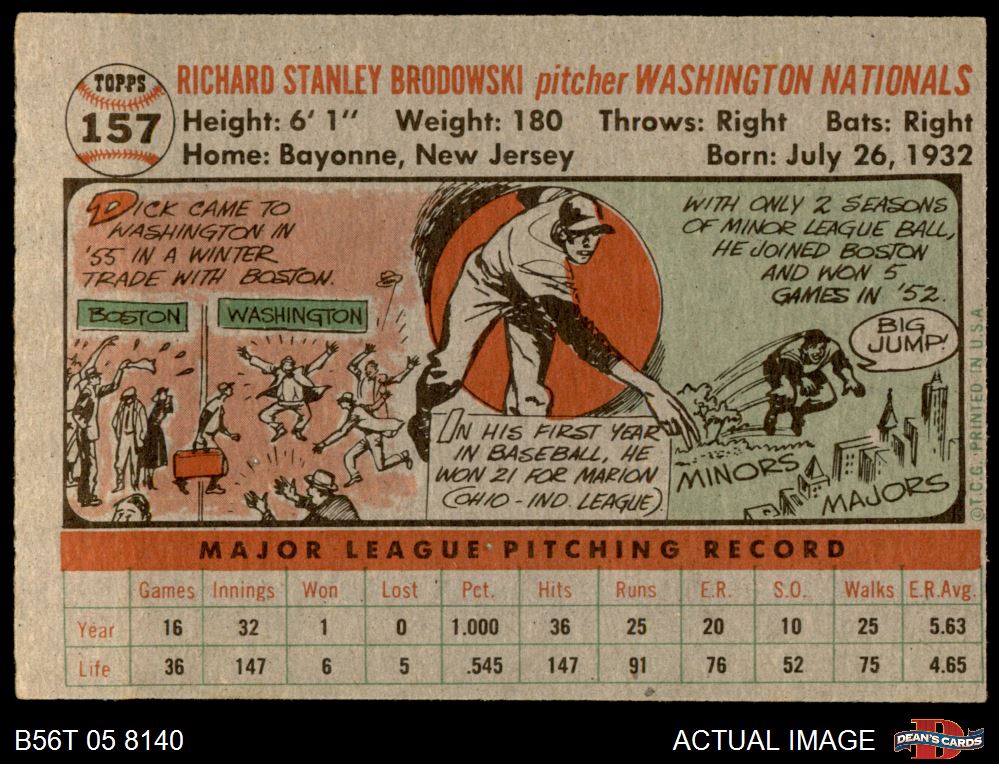 TOPPS
157
RICHARD STANLEY BRODOWSKI pitcher WASHINGTON NATIONALS
Height: 6' 1" Weight: 180 Throws: Right Bats: Right
Home: Bayonne, New Jersey Born: July 26, 1932
DICK CAME TO
WASHINGTON IN
'55 IN A WINTER
TRADE WITH BOSTON.
BOSTON
WASHINGTON
IN HIS FIRST YEAR
IN BASEBALL, HE
WON 21 FOR MARION
(OHIO - IND. LEAGUE).
WITH ONLY 2 SEASONS
OF MINOR LEAGUE BALL,
HE JOINED BOSTON
AND WON 5
GAMES IN '52.
BIG
JUMP!
MINORS
MAJORS
©T.C.G. PRINTED IN U.S.A
MAJOR LEAGUE PITCHING RECORD
Games Innings Won Lost Pct. Hits Runs E.R. S.O. Walks E.R.Avg.
Year 16 32 1 0 1.000 36 25 20 10 25 5.63
Life 36 147 6 5 .545 147 91 76 52 75 4.65
B56T 05 8140
ACTUAL IMAGE
DEAN'S CARDS